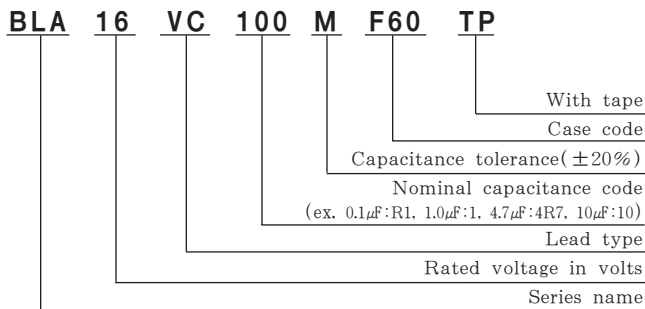 BLA 16 VC 100 M F60 TP
With tape
Case code
Capacitance tolerance(±20%)
Nominal capacitance code
(ex. 0.1μF:R1, 1.0μF:1, 4.7μF:4R7, 10μF:10)
Lead type
Rated voltage in volts
Series name